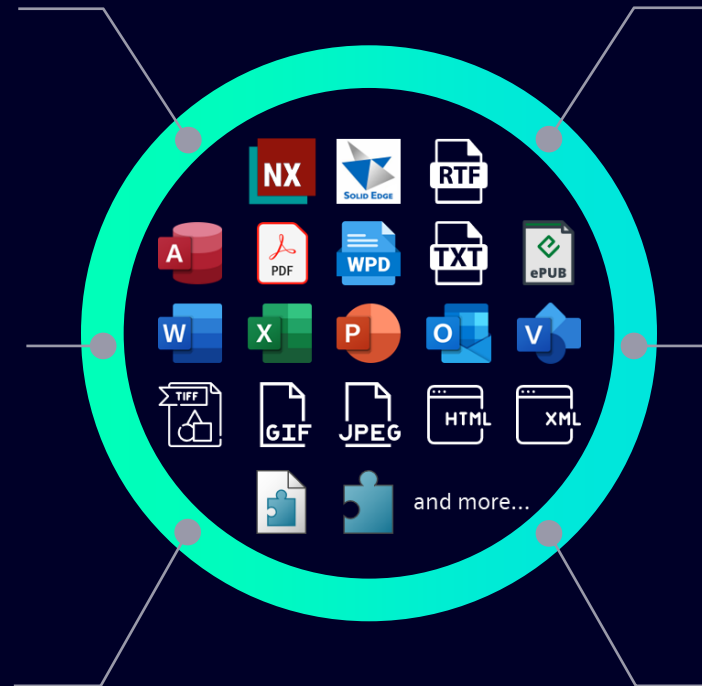 NX SOLID EDGE RTF
A PDF WPD TXT ePUB
W X P O V
TIFF GIF JPEG HTML XML
and more...